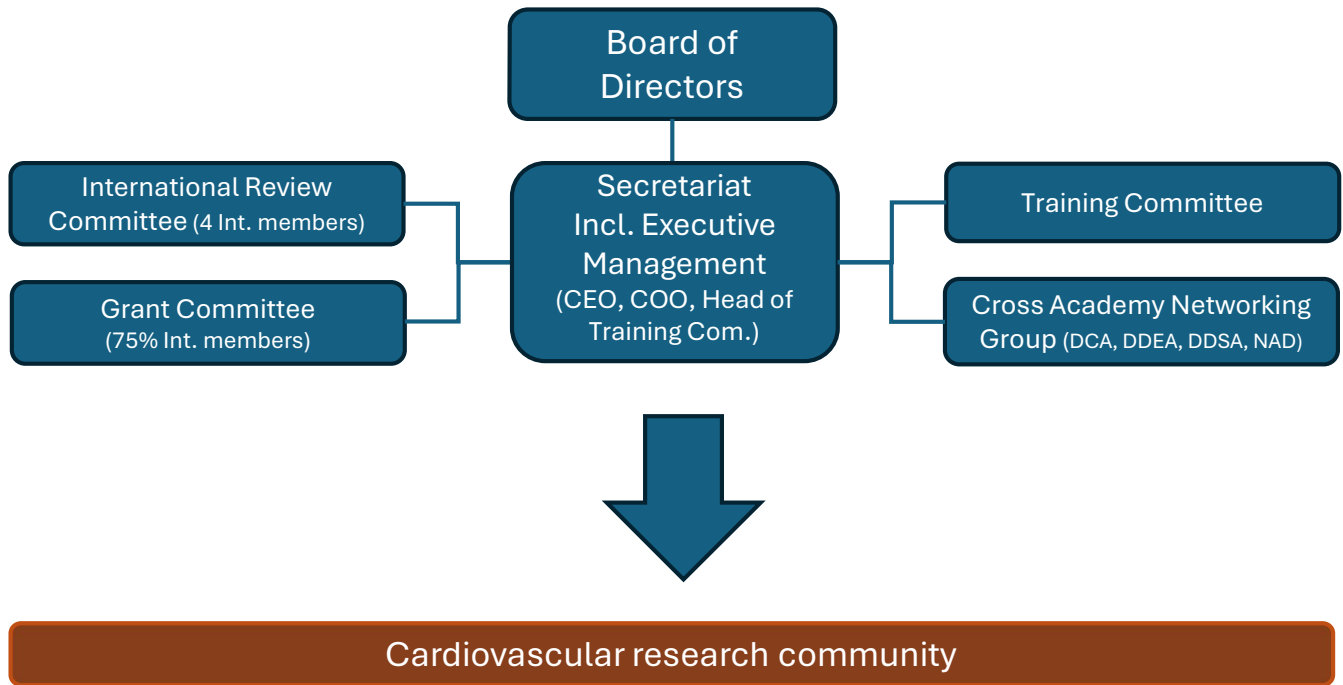 Board of
Directors
International Review
Committee (4 Int. members)
Grant Committee
(75% Int. members)
Secretariat
Incl. Executive
Management
(CEO, COO, Head of
Training Com.)
Training Committee
Cross Academy Networking
Group (DCA, DDEA, DDSA, NAD)
Cardiovascular research community